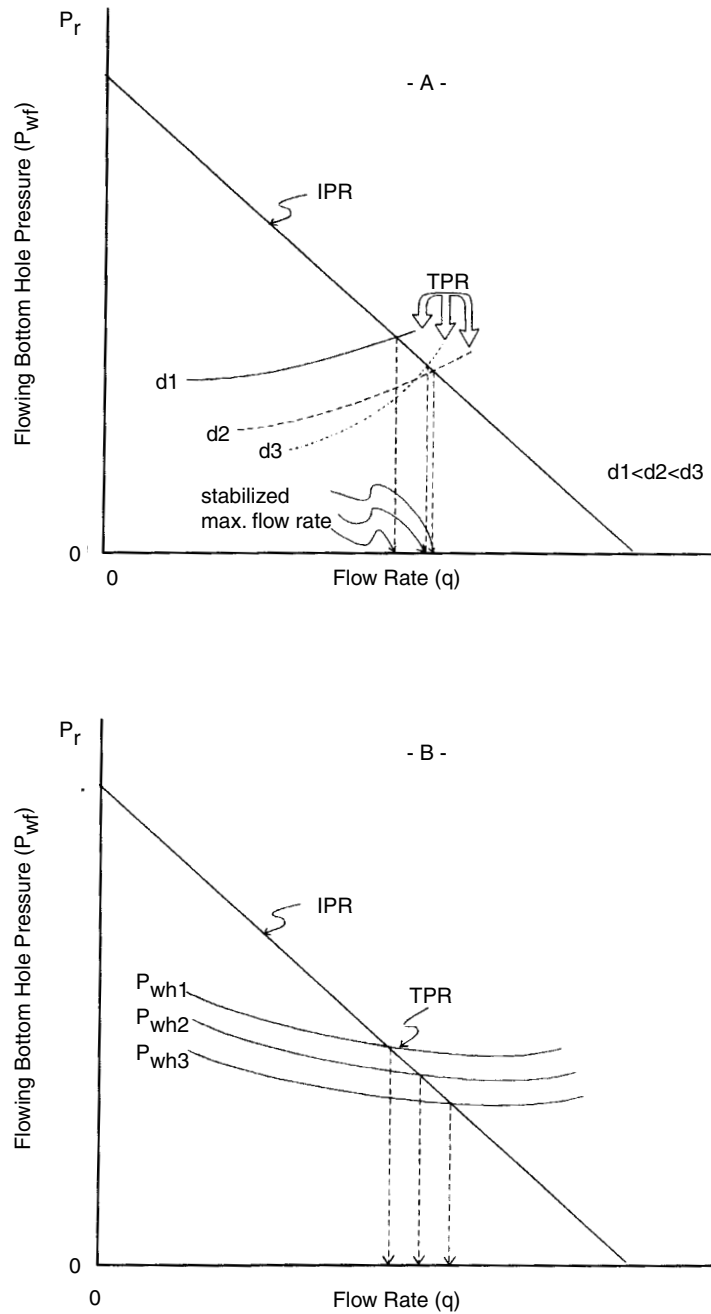 Pr
- A -
Flowing Bottom Hole Pressure (Pwf)
IPR
TPR
d1
d2
d3
d1<d2<d3
stabilized
max. flow rate
0
0
Flow Rate (q)
Pr
- B -
Flowing Bottom Hole Pressure (Pwf)
IPR
Pwh1
TPR
Pwh2
Pwh3
0
0
Flow Rate (q)